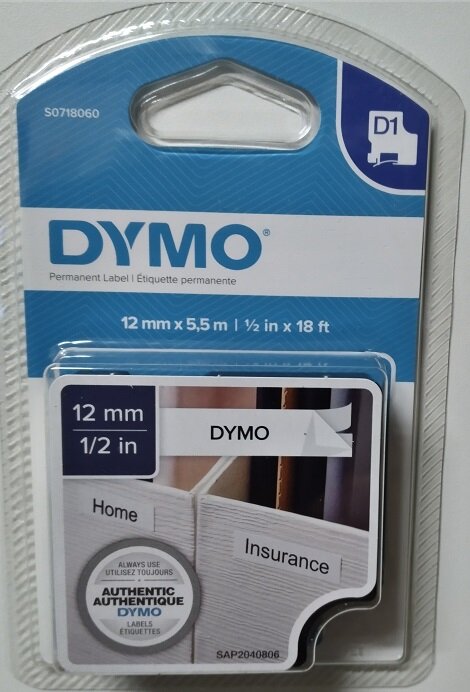 S0718060
D1
DYMO®
Permanent Label | Étiquette permanente
12 mm x 5,5 m | ½ in x 18 ft
12 mm
1/2 in
DYMO
Home
Insurance
ALWAYS USE
UTILISEZ TOUJOURS
AUTHENTIC
AUTHENTIQUE
DYMO
LABELS
ÉTIQUETTES
SAP2040806